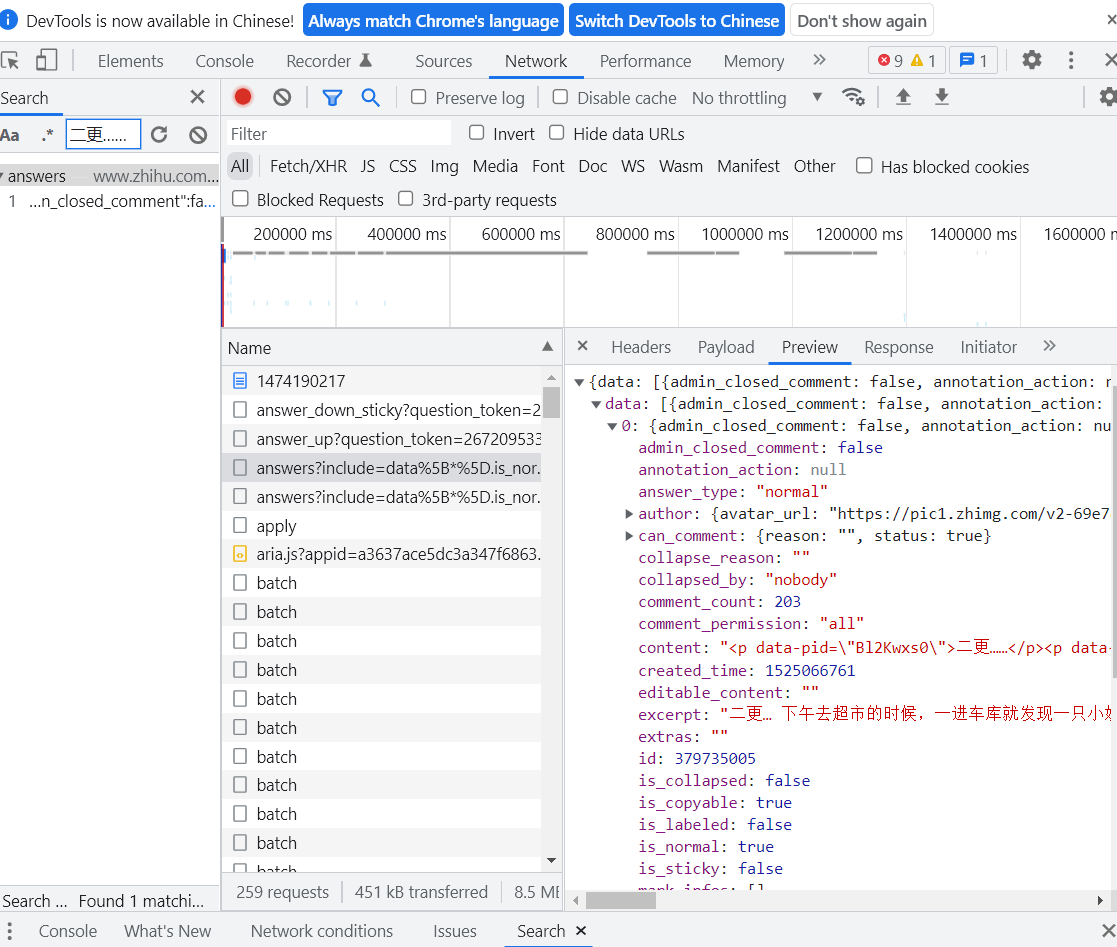 DevTools is now available in Chinese! Always match Chrome's language Switch DevTools to Chinese Don't show again
Elements Console Recorder Sources Network Performance Memory 9 1 1
Search
Preserve log Disable cache No throttling
Aa .* 二更……
Filter Invert Hide data URLs
All Fetch/XHR JS CSS Img Media Font Doc WS Wasm Manifest Other Has blocked cookies
answers www.zhihu.com...
1 ...n_closed_comment":fa...
Blocked Requests 3rd-party requests
200000 ms 400000 ms 600000 ms 800000 ms 1000000 ms 1200000 ms 1400000 ms 1600000 m
Name
Headers Payload Preview Response Initiator
1474190217
answer_down_sticky?question_token=2
answer_up?question_token=267209533
answers?include=data%5B*%5D.is_nor.
answers?include=data%5B*%5D.is_nor.
apply
aria.js?appid=a3637ace5dc3a347f6863.
batch
batch
batch
batch
batch
batch
batch
batch
batch
batch
batch
{data: [{admin_closed_comment: false, annotation_action: n
data: [{admin_closed_comment: false, annotation_action:
0: {admin_closed_comment: false, annotation_action: nu
admin_closed_comment: false
annotation_action: null
answer_type: "normal"
author: {avatar_url: "https://pic1.zhimg.com/v2-69e7
can_comment: {reason: "", status: true}
collapse_reason: ""
collapsed_by: "nobody"
comment_count: 203
comment_permission: "all"
content: "<p data-pid=\"Bl2Kwxs0\">二更……</p><p data-
created_time: 1525066761
editable_content: ""
excerpt: "二更… 下午去超市的时候，一进车库就发现一只小奶
extras: ""
id: 379735005
is_collapsed: false
is_copyable: true
is_labeled: false
is_normal: true
is_sticky: false
mark_infos: []
Search ... Found 1 matchi...
259 requests 451 kB transferred 8.5 ME
Console What's New Network conditions Issues Search